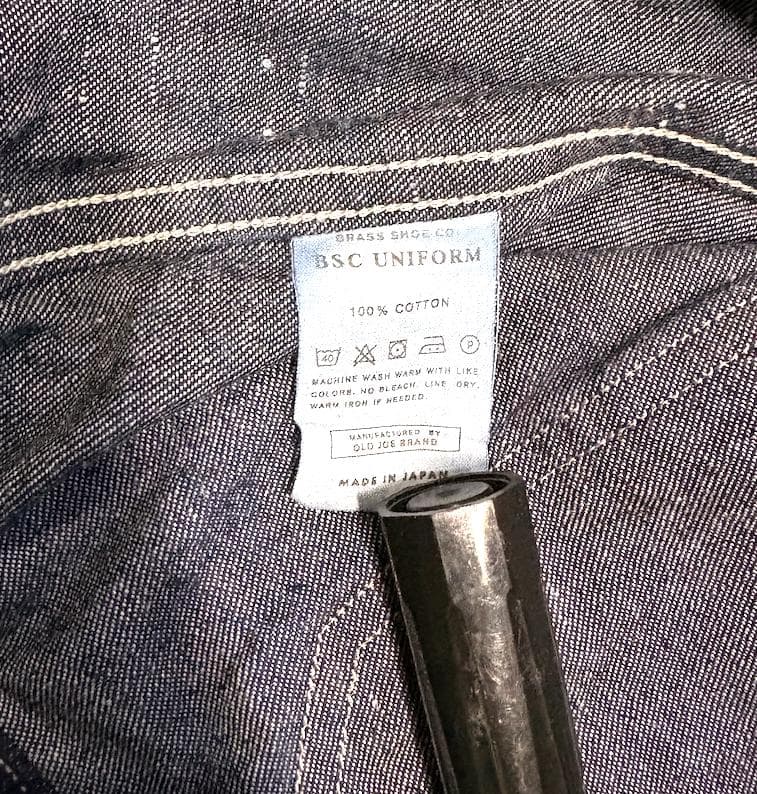 BRASS SHOE CO.
BSC UNIFORM
100% COTTON
40 P
MACHINE WASH WARM WITH LIKE
COLORS. NO BLEACH. LINE DRY.
WARM IRON IF NEEDED.
MANUFACTURED BY
OLD JOE BRAND
MADE IN JAPAN